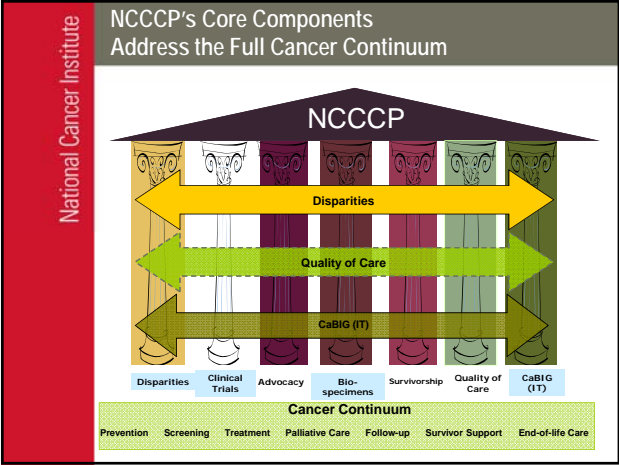 National Cancer Institute
NCCCP's Core Components
Address the Full Cancer Continuum
NCCCP
Disparities
Quality of Care
CaBIG (IT)
Disparities
Clinical
Trials
Advocacy
Bio-
specimens
Survivorship
Quality of
Care
CaBIG
(IT)
Cancer Continuum
Prevention Screening Treatment Palliative Care Follow-up Survivor Support End-of-life Care